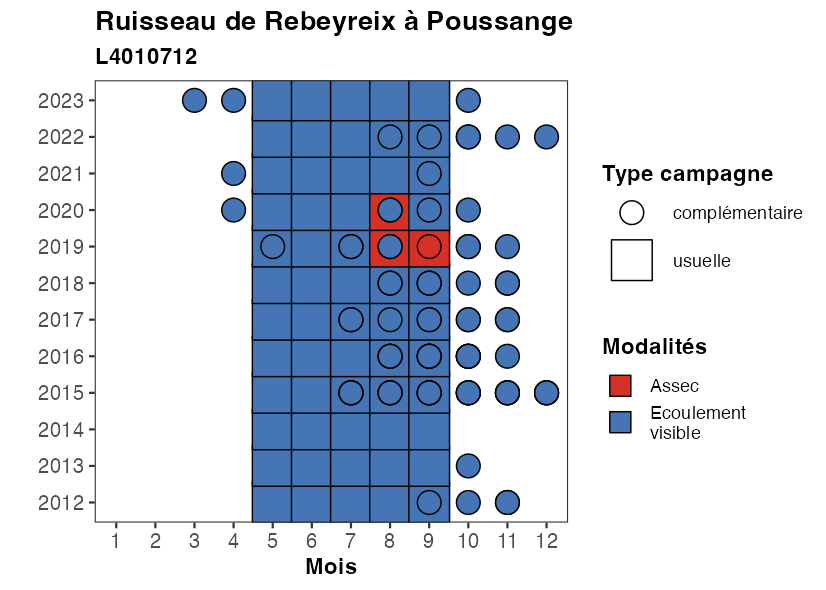 Ruisseau de Rebeyreix à Poussange
L4010712
2023
2022
2021
2020
2019
2018
2017
2016
2015
2014
2013
2012
1 2 3 4 5 6 7 8 9 10 11 12
Mois
Type campagne
complémentaire
usuelle
Modalités
Assec
Ecoulement
visible